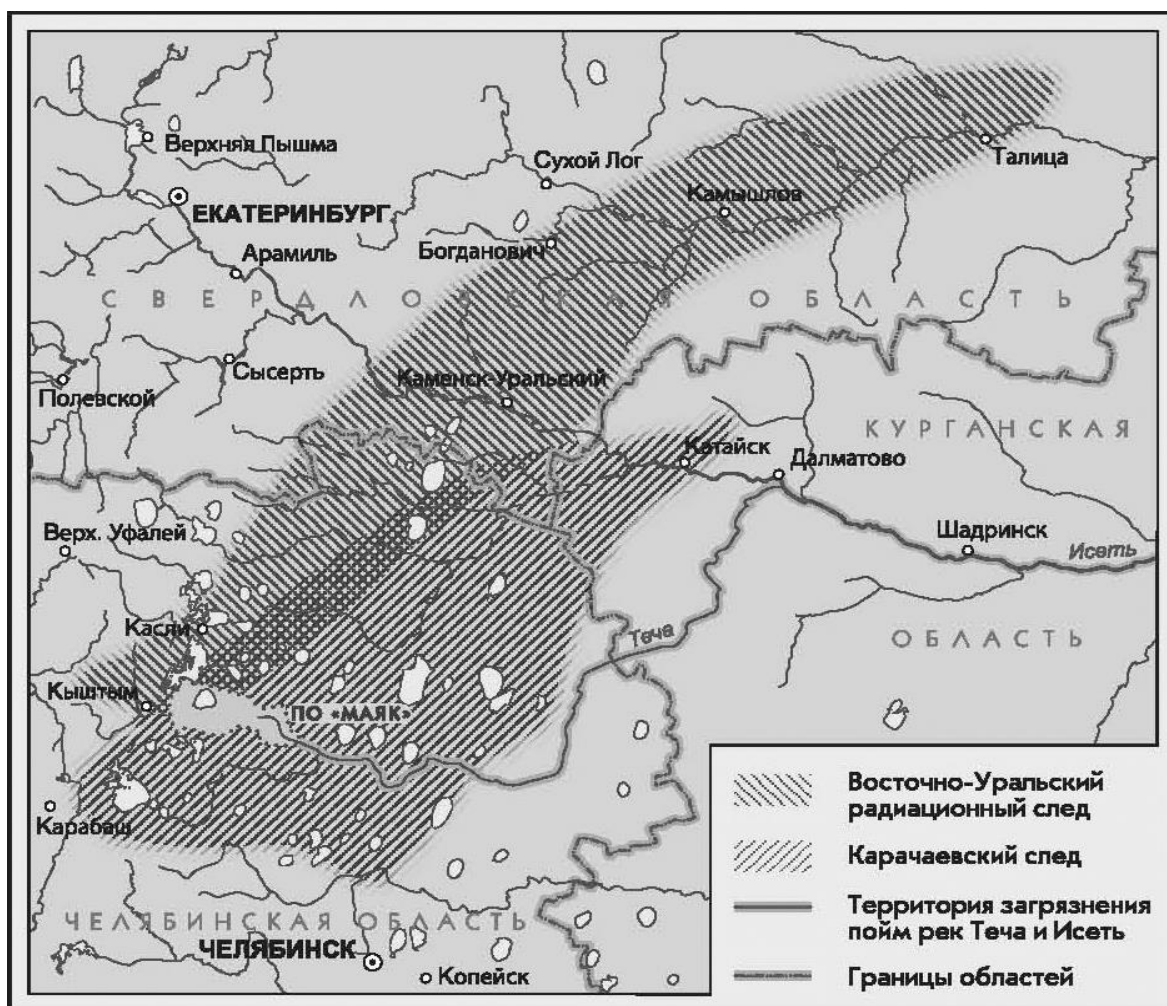 Верхняя Пышма
Сухой Лог
Талица
Камышлов
ЕКАТЕРИНБУРГ
Богданович
Арамиль
СВЕРДЛОВСКАЯ ОБЛАСТЬ
Сысерть
Полевской
Каменск-Уральский
КУРГАНСКАЯ
Катайск
Далматово
Верх. Уфалей
Шадринск
Исеть
Касли
Теча
ОБЛАСТЬ
Кыштым
ПО «МАЯК»
Карабаш
ЧЕЛЯБИНСКАЯ ОБЛАСТЬ
ЧЕЛЯБИНСК
Копейск
Восточно-Уральский
радиационный след
Карачаевский след
Территория загрязнения
пойм рек Теча и Исеть
Границы областей